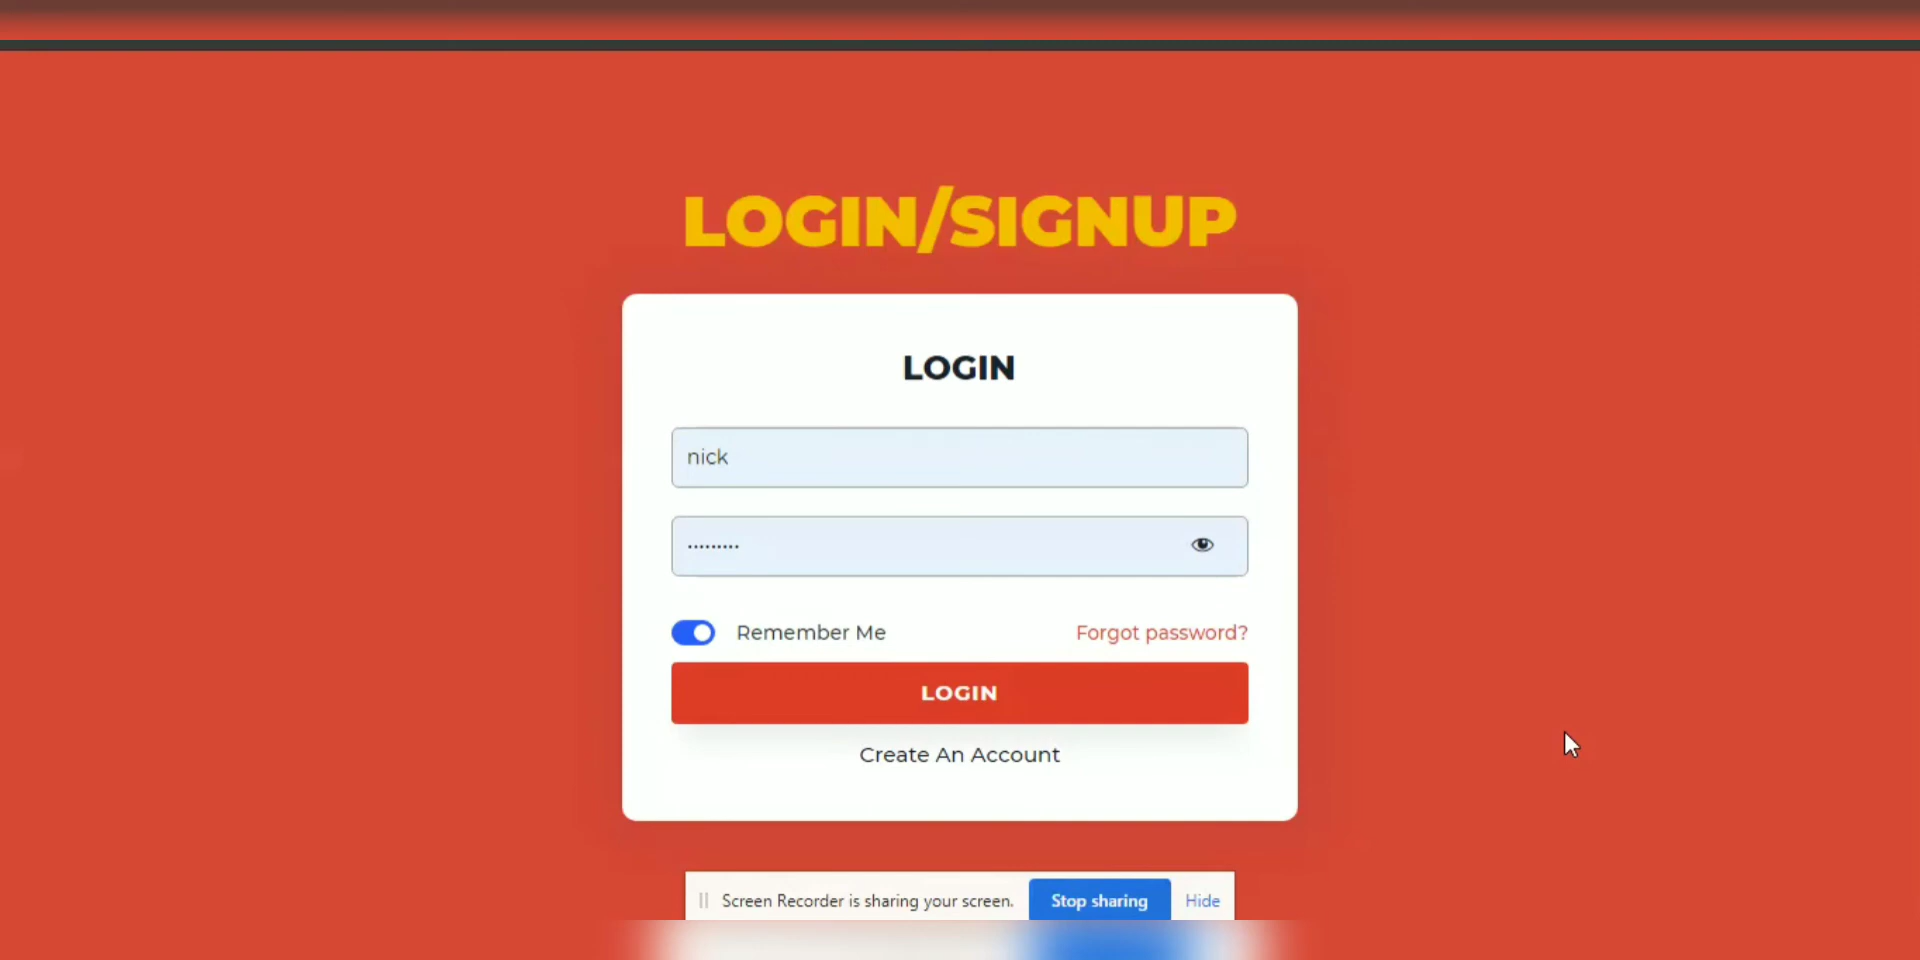 LOGIN/SIGNUP
LOGIN
nick
•••••••••
Remember Me Forgot password?
LOGIN
Create An Account
Screen Recorder is sharing your screen. Stop sharing Hide